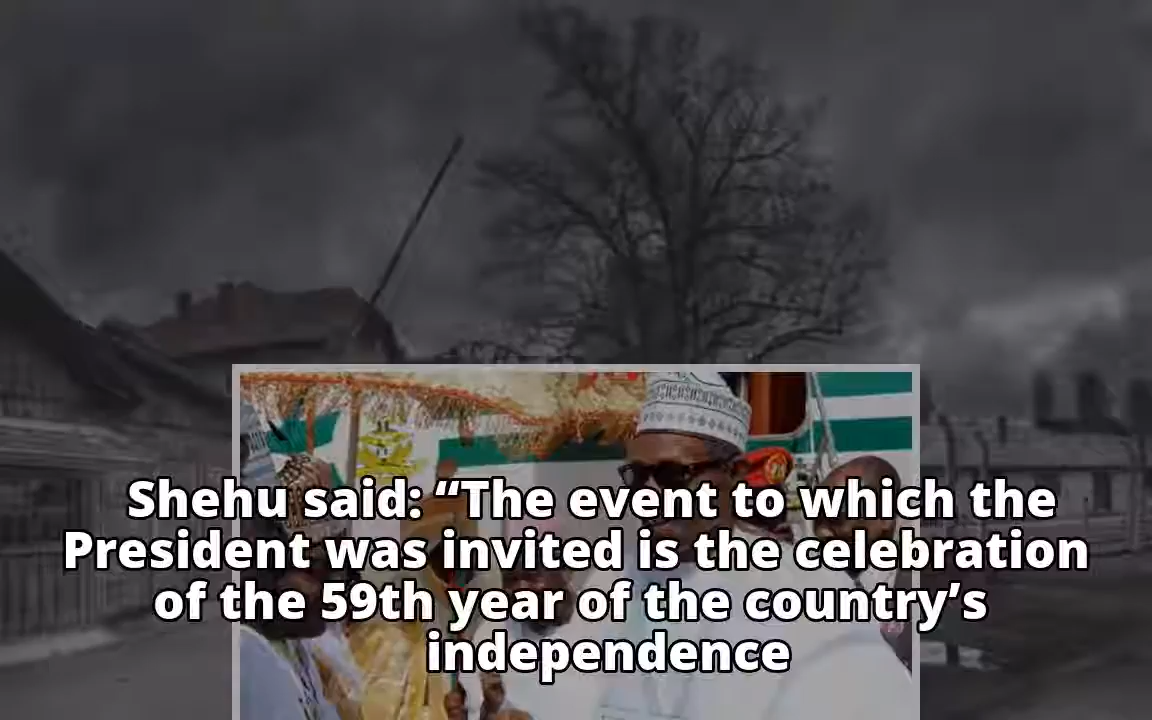 Shehu said: “The event to which the
President was invited is the celebration
of the 59th year of the country’s
independence